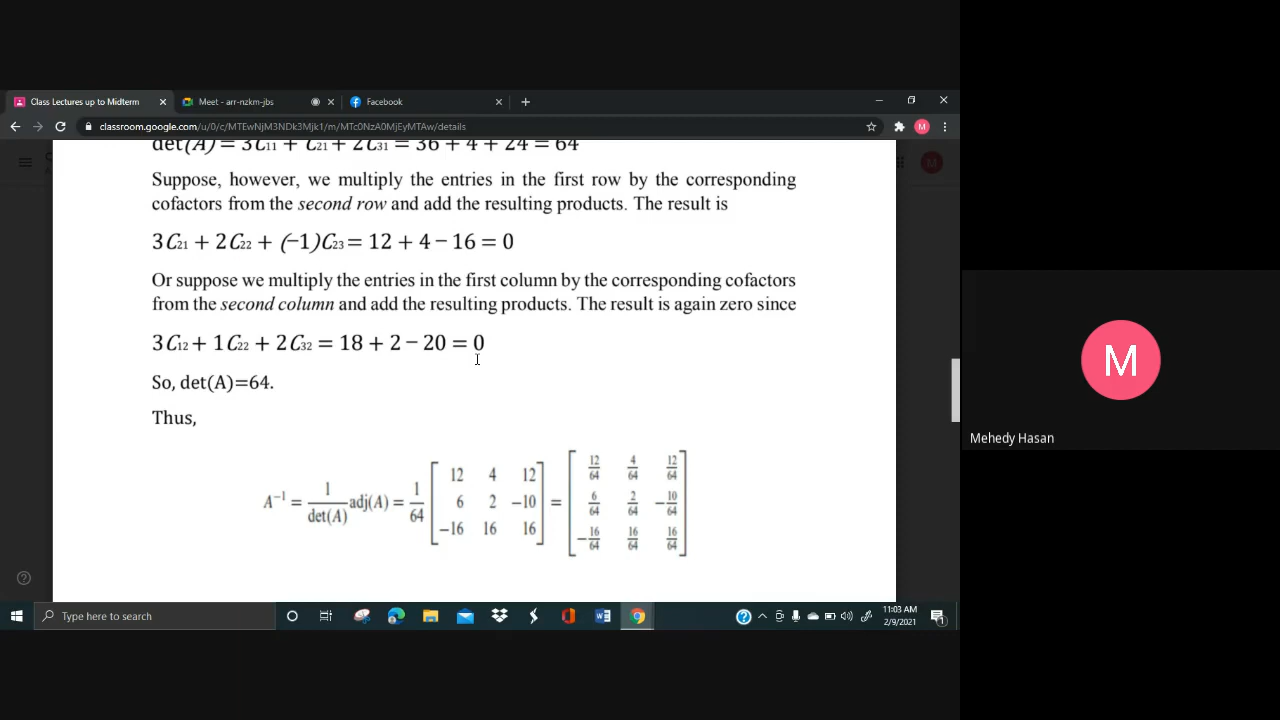 Class Lectures up to Midterm
Meet - arr-nzkm-jbs
Facebook
classroom.google.com/u/0/c/MTEwNjM3NDk3Mjk1/m/MTc0NzA0MjEyMTAw/details
det(A) = 3C11 + C21 + 2C31 = 36 + 4 + 24 = 64
Suppose, however, we multiply the entries in the first row by the corresponding
cofactors from the second row and add the resulting products. The result is
3C21 + 2C22 + (−1)C23 = 12 + 4 − 16 = 0
Or suppose we multiply the entries in the first column by the corresponding cofactors
from the second column and add the resulting products. The result is again zero since
3C12 + 1C22 + 2C32 = 18 + 2 − 20 = 0
So, det(A)=64.
Thus,
A⁻¹ = 1/det(A) adj(A) = 1/64 [12 4 12; 6 2 −10; −16 16 16] = [12/64 4/64 12/64; 6/64 2/64 −10/64; −16/64 16/64 16/64]
M
Mehedy Hasan
Type here to search
11:03 AM
2/9/2021